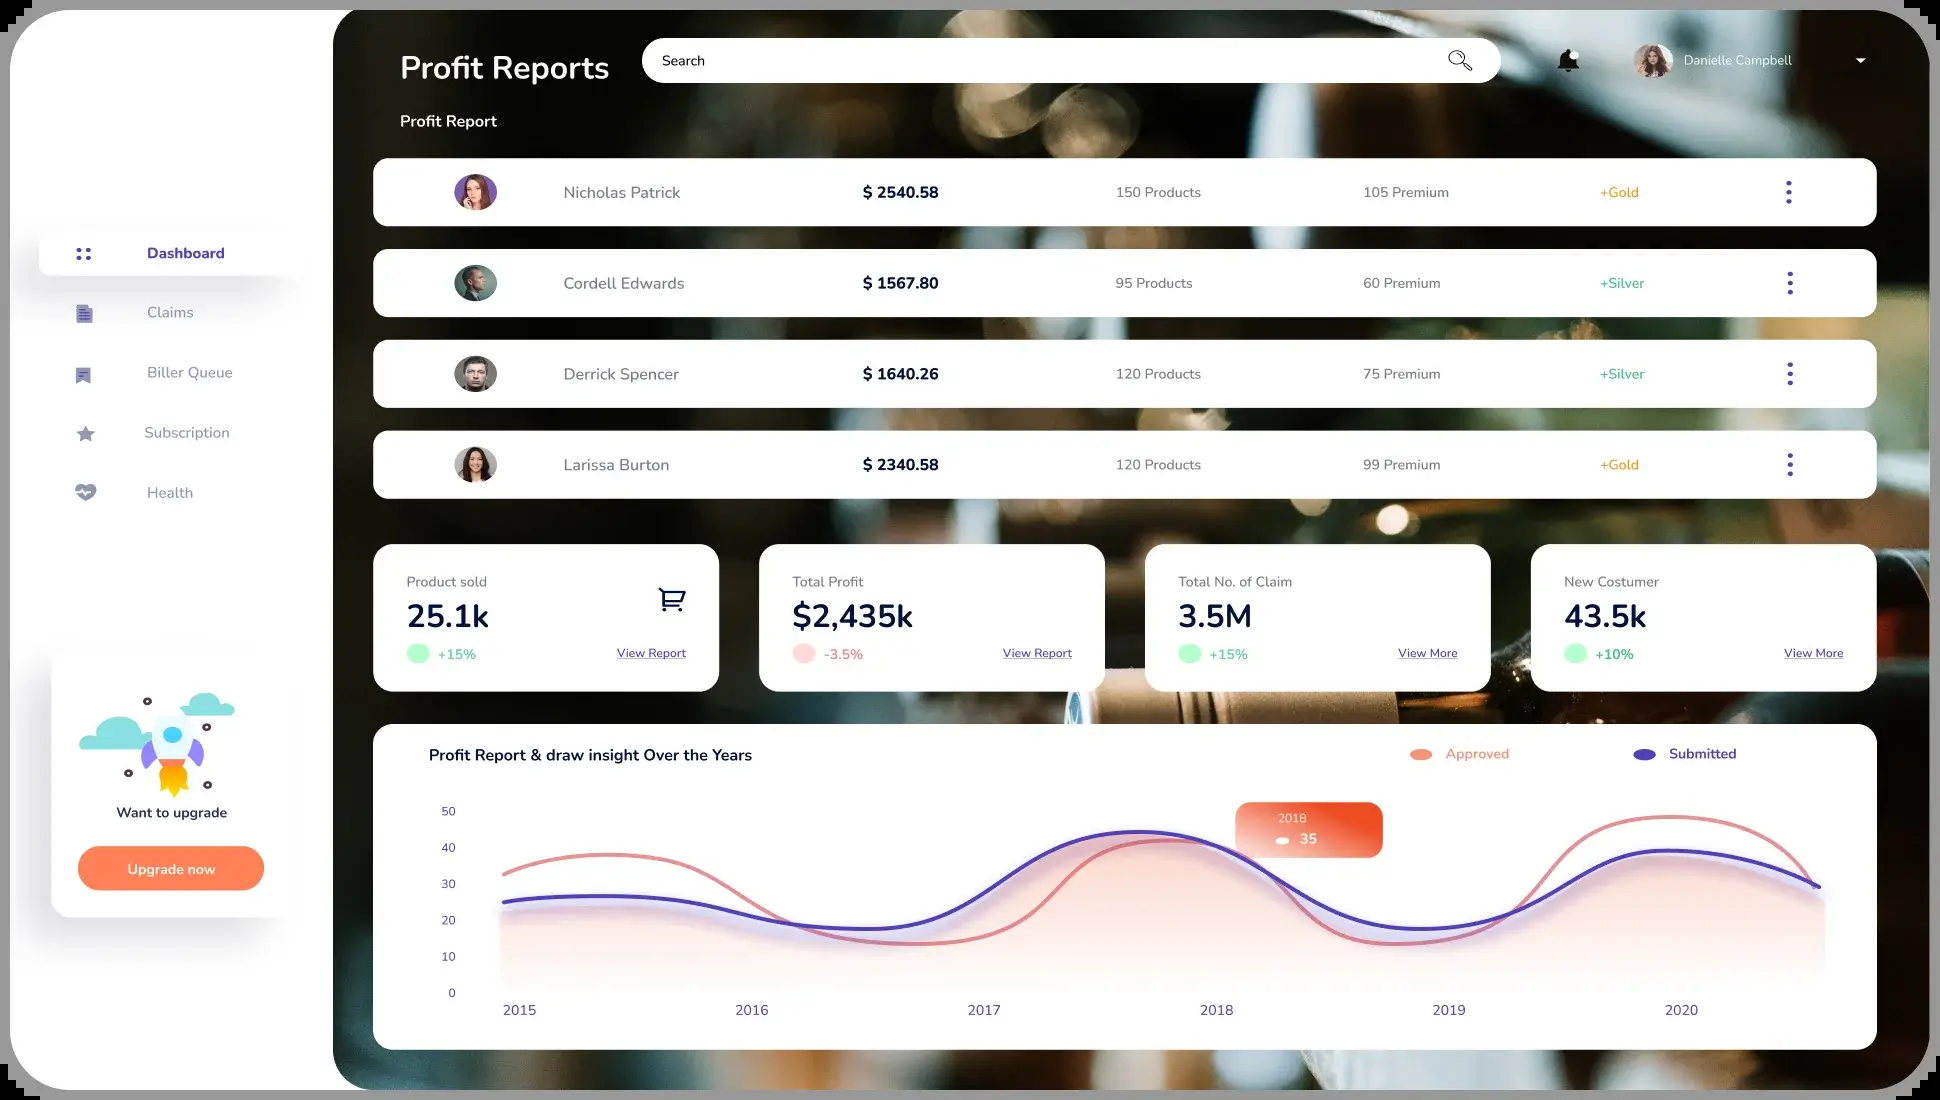 Profit Reports
Search
Danielle Campbell
Profit Report
Nicholas Patrick $ 2540.58 150 Products 105 Premium +Gold
Cordell Edwards $ 1567.80 95 Products 60 Premium +Silver
Derrick Spencer $ 1640.26 120 Products 75 Premium +Silver
Larissa Burton $ 2340.58 120 Products 99 Premium +Gold
Dashboard
Claims
Biller Queue
Subscription
Health
Want to upgrade
Upgrade now
Product sold
25.1k
+15% View Report
Total Profit
$2,435k
-3.5% View Report
Total No. of Claim
3.5M
+15% View More
New Costumer
43.5k
+10% View More
Profit Report & draw insight Over the Years
Approved Submitted
50
40
30
20
10
0
2018
35
2015 2016 2017 2018 2019 2020